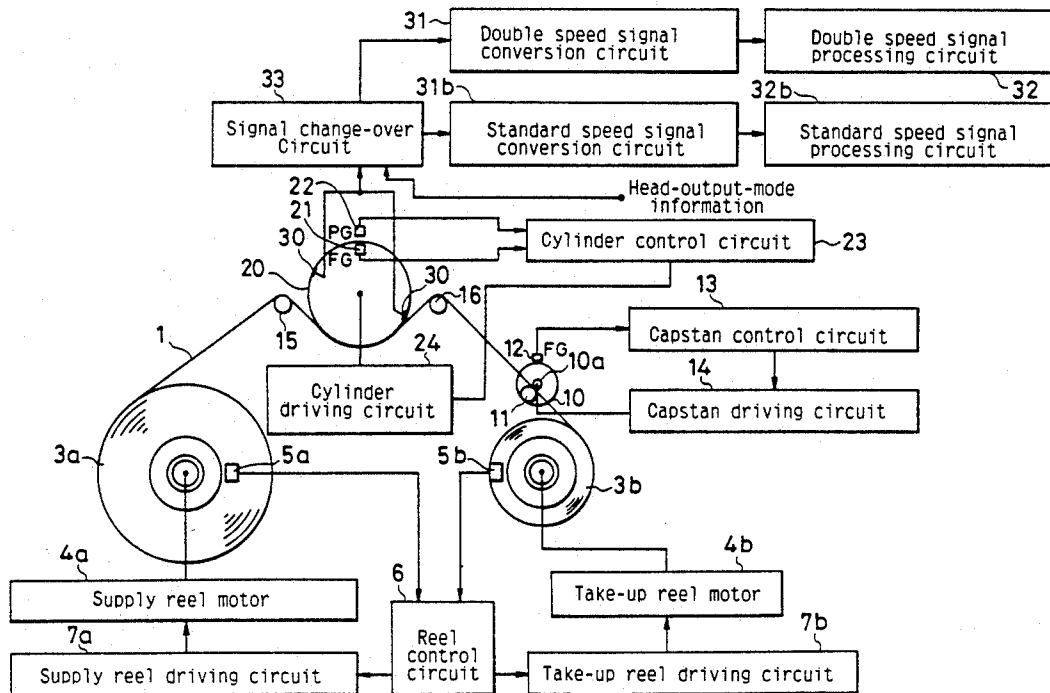 31
Double speed signal
conversion circuit
Double speed signal
processing circuit
32
33
Signal change-over
Circuit
31b
Standard speed signal
conversion circuit
32b
Standard speed signal
processing circuit
Head-output-mode
information
22
21
PG
FG
30
20
30
Cylinder control circuit
23
16
15
1
24
Cylinder
driving circuit
13
Capstan control circuit
12
FG
10a
14
Capstan driving circuit
11
10
3a
5a
5b
3b
4a
Supply reel motor
6
Reel
control
circuit
4b
Take-up reel motor
7a
Supply reel driving circuit
7b
Take-up reel driving circuit